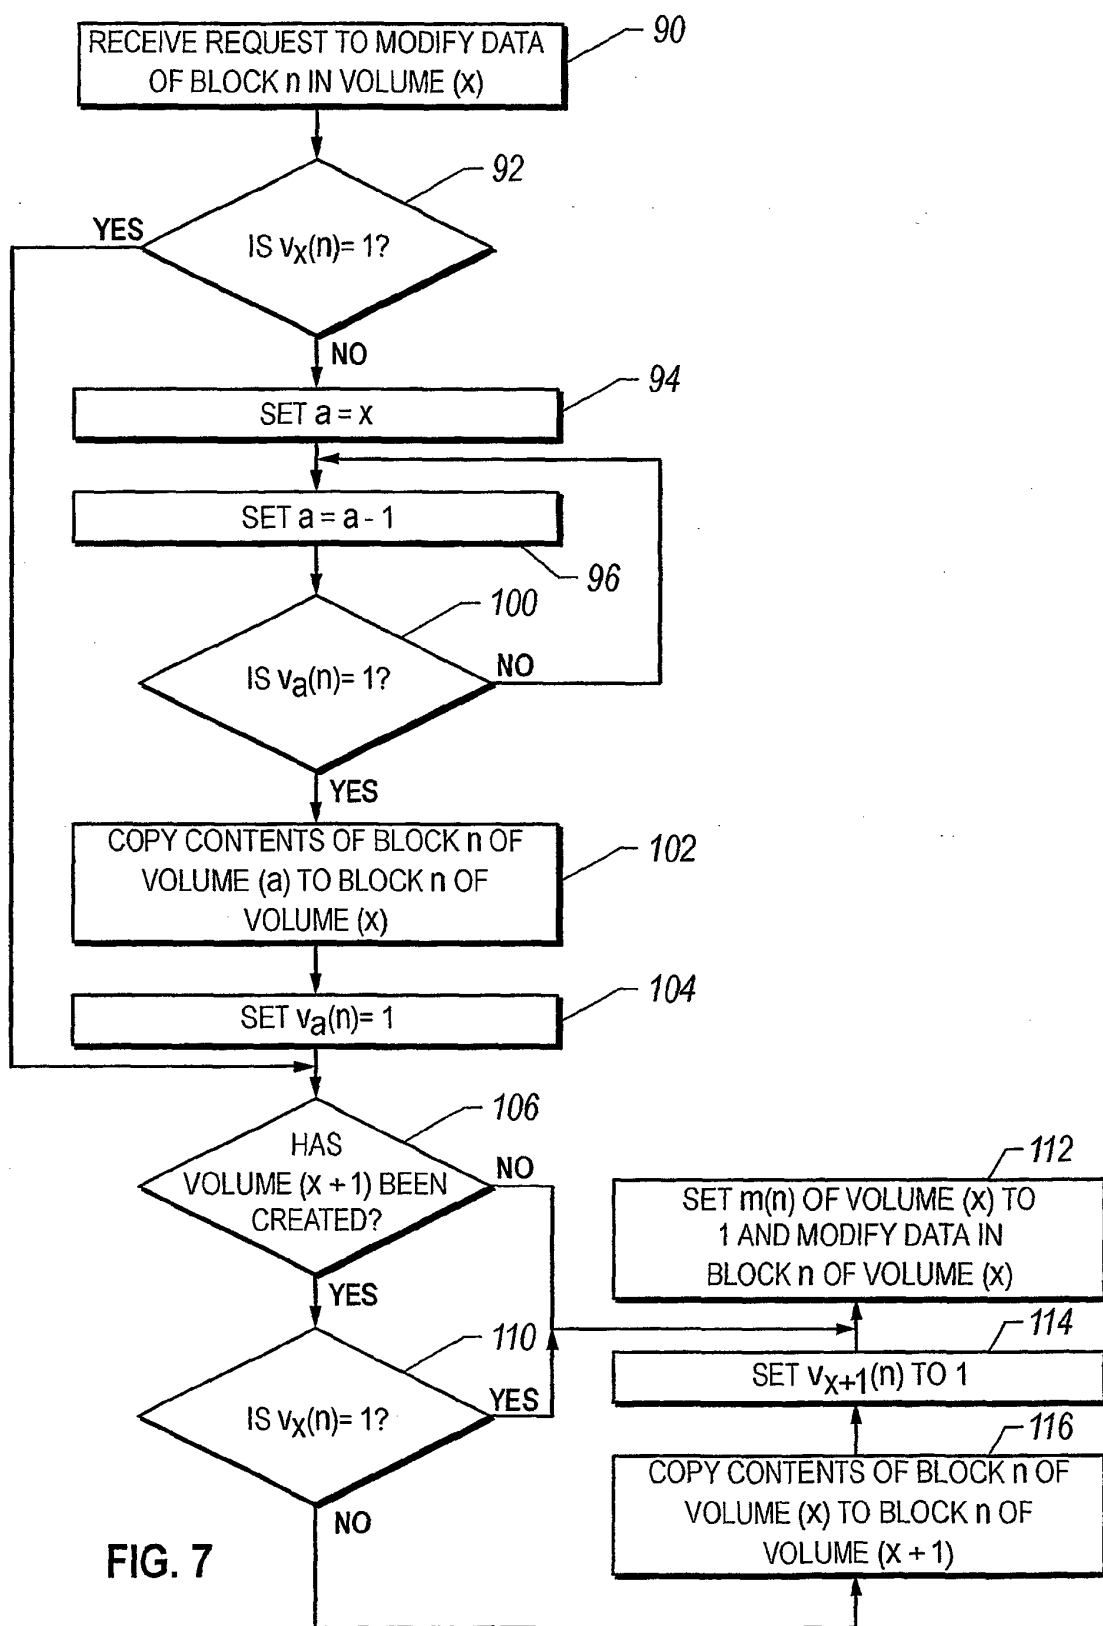 RECEIVE REQUEST TO MODIFY DATA
OF BLOCK n IN VOLUME (x)
90
92
YES
IS vx(n)= 1?
NO
94
SET a = x
SET a = a - 1
96
100
IS va(n)= 1?
NO
YES
COPY CONTENTS OF BLOCK n OF
VOLUME (a) TO BLOCK n OF
VOLUME (x)
102
104
SET va(n)= 1
106
HAS
VOLUME (x + 1) BEEN
CREATED?
NO
YES
112
SET m(n) OF VOLUME (x) TO
1 AND MODIFY DATA IN
BLOCK n OF VOLUME (x)
110
IS vx(n)= 1?
YES
NO
114
SET vx+1(n) TO 1
116
COPY CONTENTS OF BLOCK n OF
VOLUME (x) TO BLOCK n OF
VOLUME (x + 1)
FIG. 7